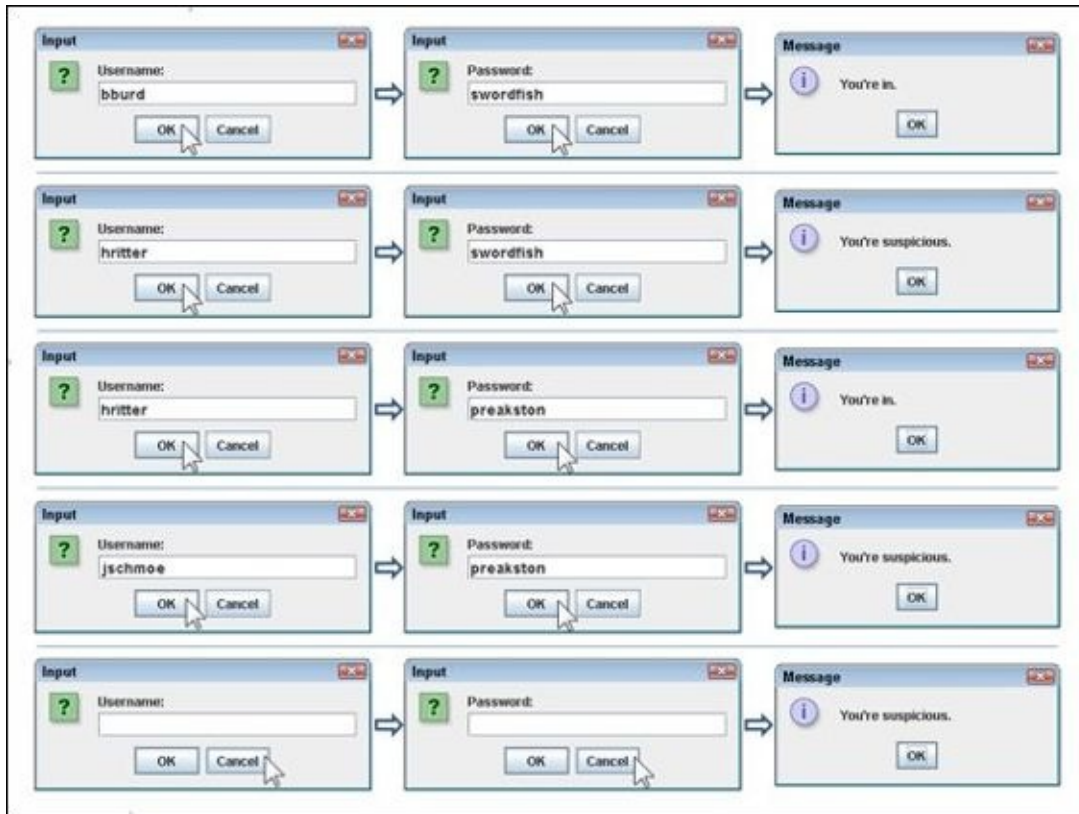 Input
Username:
bburd
OK Cancel
Input
Password:
swordfish
OK Cancel
Message
You're in.
OK
Input
Username:
hritter
OK Cancel
Input
Password:
swordfish
OK Cancel
Message
You're suspicious.
OK
Input
Username:
hritter
OK Cancel
Input
Password:
preakston
OK Cancel
Message
You're in.
OK
Input
Username:
jschmoe
OK Cancel
Input
Password:
preakston
OK Cancel
Message
You're suspicious.
OK
Input
Username:
OK Cancel
Input
Password:
OK Cancel
Message
You're suspicious.
OK